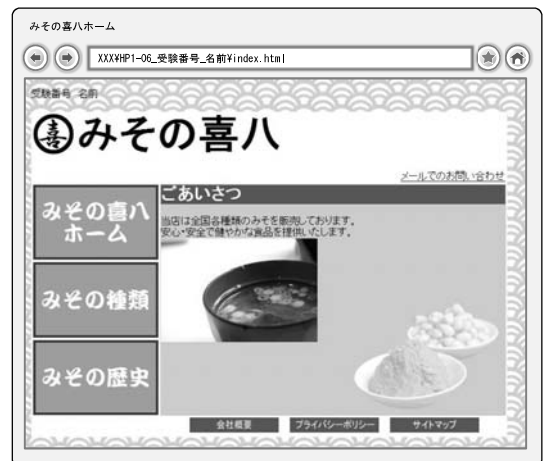 みその喜八ホーム
XXX¥HP1-06_受験番号_名前¥index.html
受験番号 名前
㊗みその喜八
メールでのお問い合わせ
みその喜八
ホーム
みその種類
みその歴史
ごあいさつ
当店は全国各種類のみそを販売しております。
安心・安全で健やかな食品を提供いたします。
会社概要 プライバシーポリシー サイトマップ